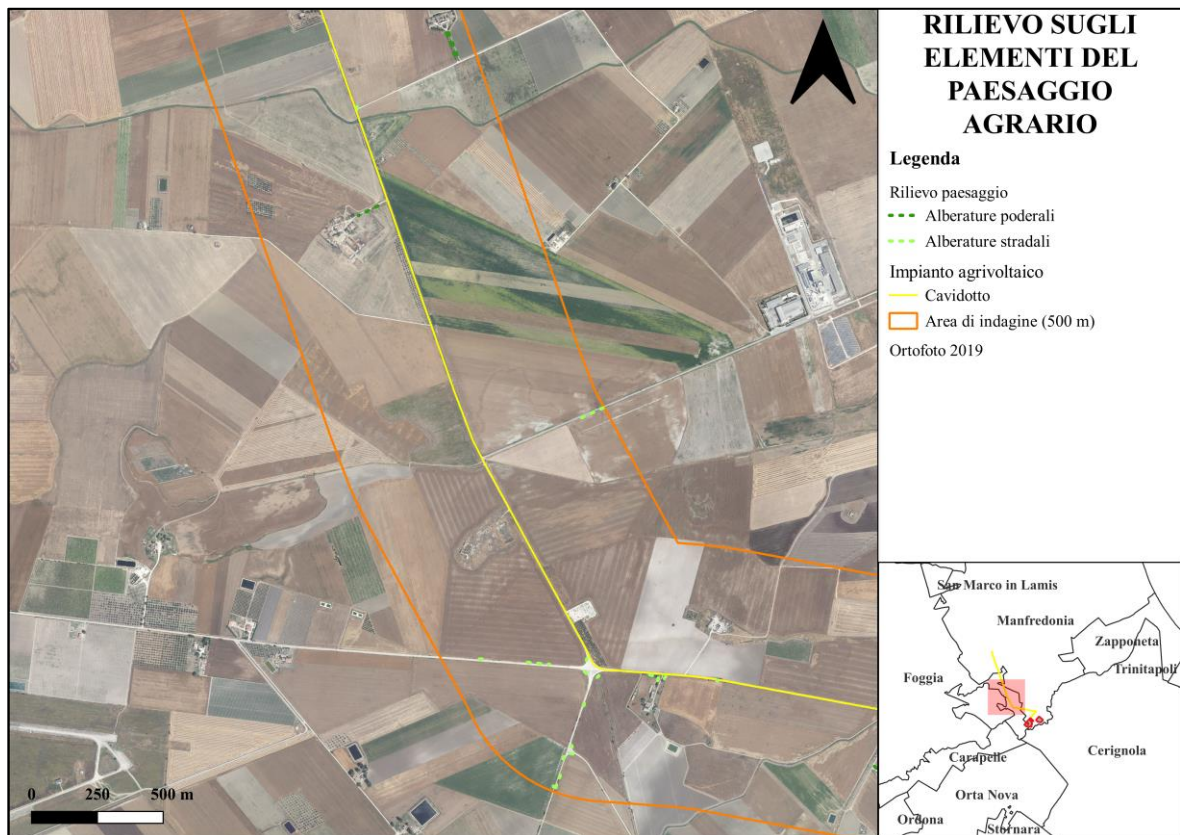 RILIEVO SUGLI
ELEMENTI DEL
PAESAGGIO
AGRARIO
Legenda
Rilievo paesaggio
Alberature poderali
Alberature stradali
Impianto agrivoltaico
Cavidotto
Area di indagine (500 m)
Ortofoto 2019
San Marco in Lamis
Manfredonia
Zapponeta
Trinitapoli
Foggia
Cerignola
Carapelle
Orta Nova
Ordona
Stornara
0 250 500 m